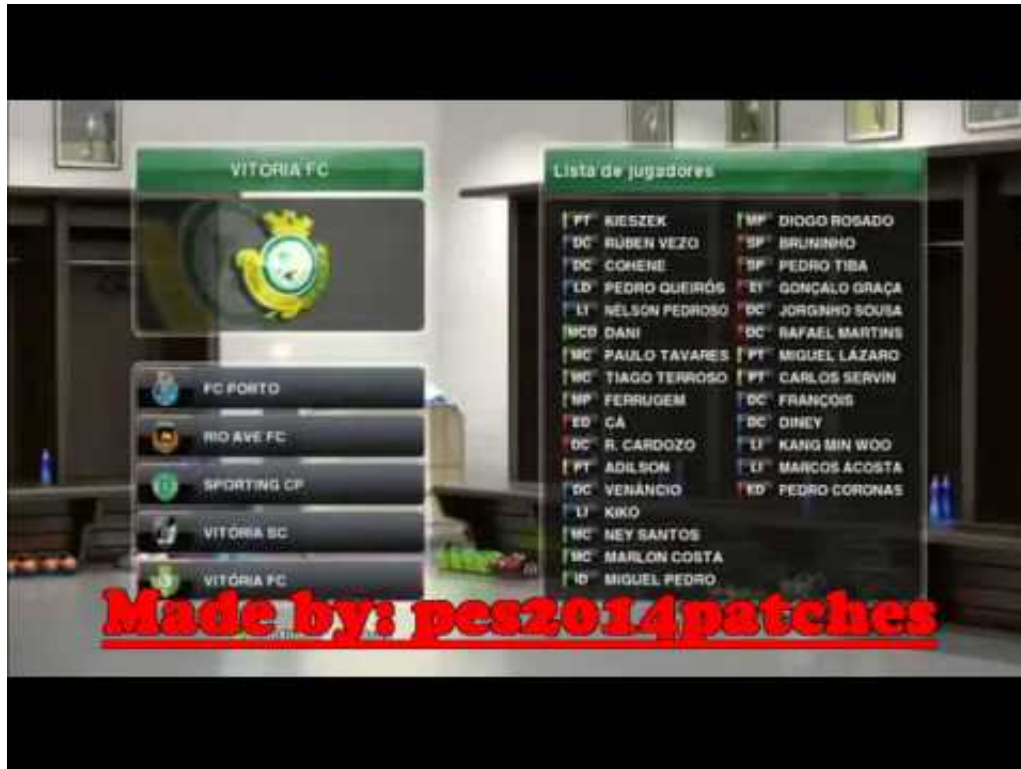 VITÓRIA FC
Lista de jugadores
PT KIESZEK
DC RÚBEN VEZO
DC COHENE
LD PEDRO QUEIRÓS
LI NÉLSON PEDROSO
MCD DANI
MC PAULO TAVARES
MC TIAGO TERROSO
MP FERRUGEM
ED CÁ
DC R. CARDOZO
PT ADILSON
DC VENÂNCIO
LI KIKO
MC NEY SANTOS
MC MARLON COSTA
ID MIGUEL PEDRO
MP DIOGO ROSADO
SP BRUNINHO
SP PEDRO TIBA
EI GONÇALO GRAÇA
DC JORGINHO SOUSA
DC RAFAEL MARTINS
PT MIGUEL LÁZARO
PT CARLOS SERVÍN
DC FRANÇOIS
DC DINEY
LI KANG MIN WOO
LI MARCOS ACOSTA
ED PEDRO CORONAS
FC PORTO
RIO AVE FC
SPORTING CP
VITÓRIA SC
VITÓRIA FC
Made by: pes2014patches